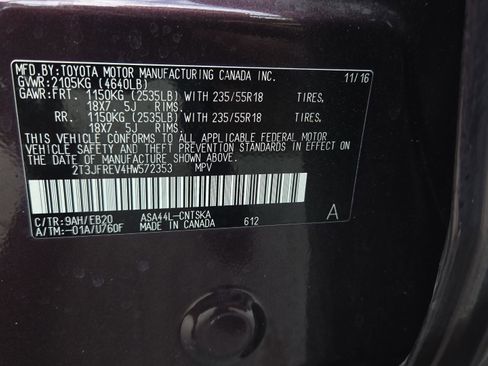 MFD.BY:TOYOTA MOTOR MANUFACTURING CANADA INC.
GVWR:2105KG (4640LB) 11/16
GAWR:FRT. 1150KG (2535LB) WITH 235/55R18 TIRES,
18X7. 5J RIMS.
RR. 1150KG (2535LB) WITH 235/55R18 TIRES,
18X7. 5J RIMS.
THIS VEHICLE CONFORMS TO ALL APPLICABLE FEDERAL MOTOR
VEHICLE SAFETY AND THEFT PREVENTION STANDARDS IN EFFECT
ON THE DATE OF MANUFACTURE SHOWN ABOVE.
2T3JFREV4HW572353 MPV
C/TR:9AH/EB20 ASA44L-CNTSKA A
A/TM:-01A/U760F MADE IN CANADA 612